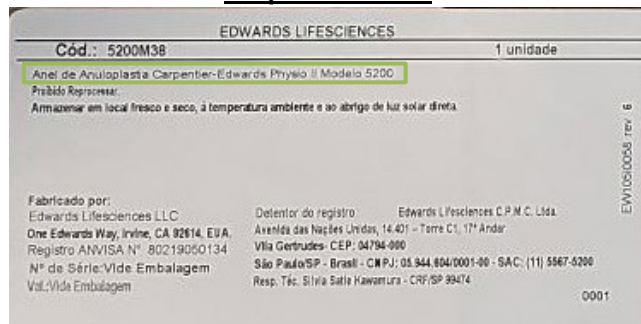 EDWARDS LIFESCIENCES
Cód.: 5200M38 1 unidade
Anel de Anuloplastia Carpentier-Edwards Physio II Modelo 5200
Proibido Reprocessar.
Armazenar em local fresco e seco, à temperatura ambiente e ao abrigo de luz solar direta.
EW105I0058 rev. 6
Fabricado por:
Edwards Lifesciences LLC
One Edwards Way, Irvine, CA 92614, EUA.
Registro ANVISA Nº 80219050134
Nº de Série:Vide Embalagem
Val.:Vide Embalagem
Detentor do registro Edwards Lifesciences C.P.M.C. Ltda.
Avenida das Nações Unidas, 14.401 - Torre C1, 17º Andar
Vila Gertrudes- CEP: 04794-000
São Paulo/SP - Brasil - CNPJ: 05.944.604/0001-00 - SAC: (11) 5567-5200
Resp. Téc. Silvia Satie Kawamura - CRF/SP 99474
0001